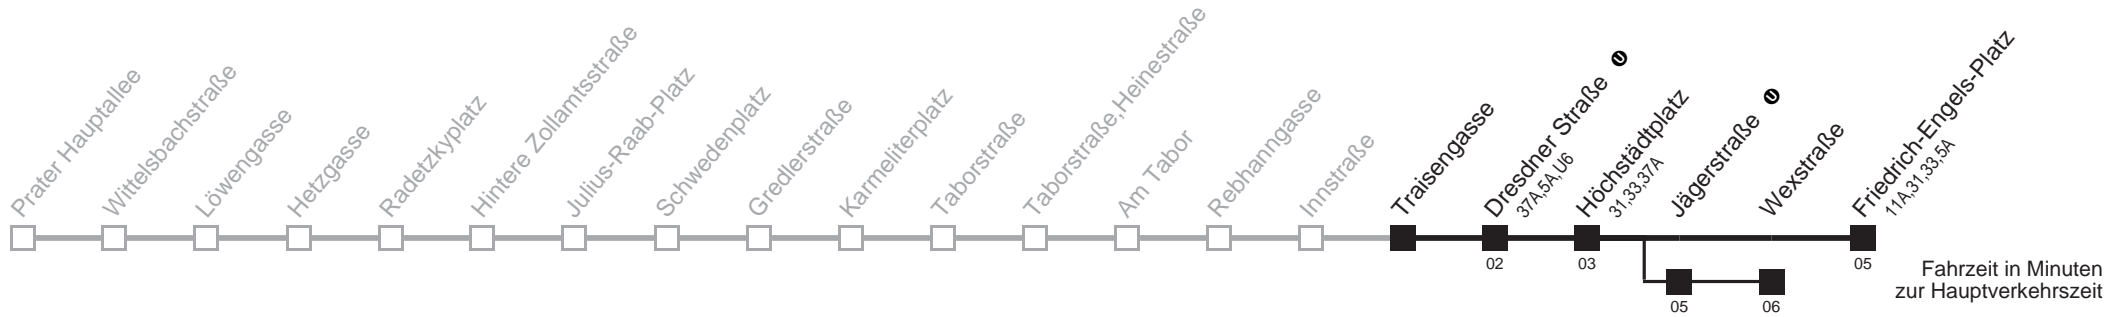 Prater Hauptallee
Wittelsbachstraße
Löwengasse
Hetzgasse
Radetzkyplatz
Hintere Zollamtsstraße
Julius-Raab-Platz
Schwedenplatz
Gredlerstraße
Karmeliterplatz
Taborstraße
Taborstraße,Heinestraße
Am Tabor
Rebhanngasse
Innstraße
Traisengasse
Dresdner Straße U
37A,5A,U6
Höchstädtplatz
31,33,37A
Jägerstraße U
Wexstraße
Friedrich-Engels-Platz
11A,31,33,5A
02
03
05
05
06
Fahrzeit in Minuten
zur Hauptverkehrszeit